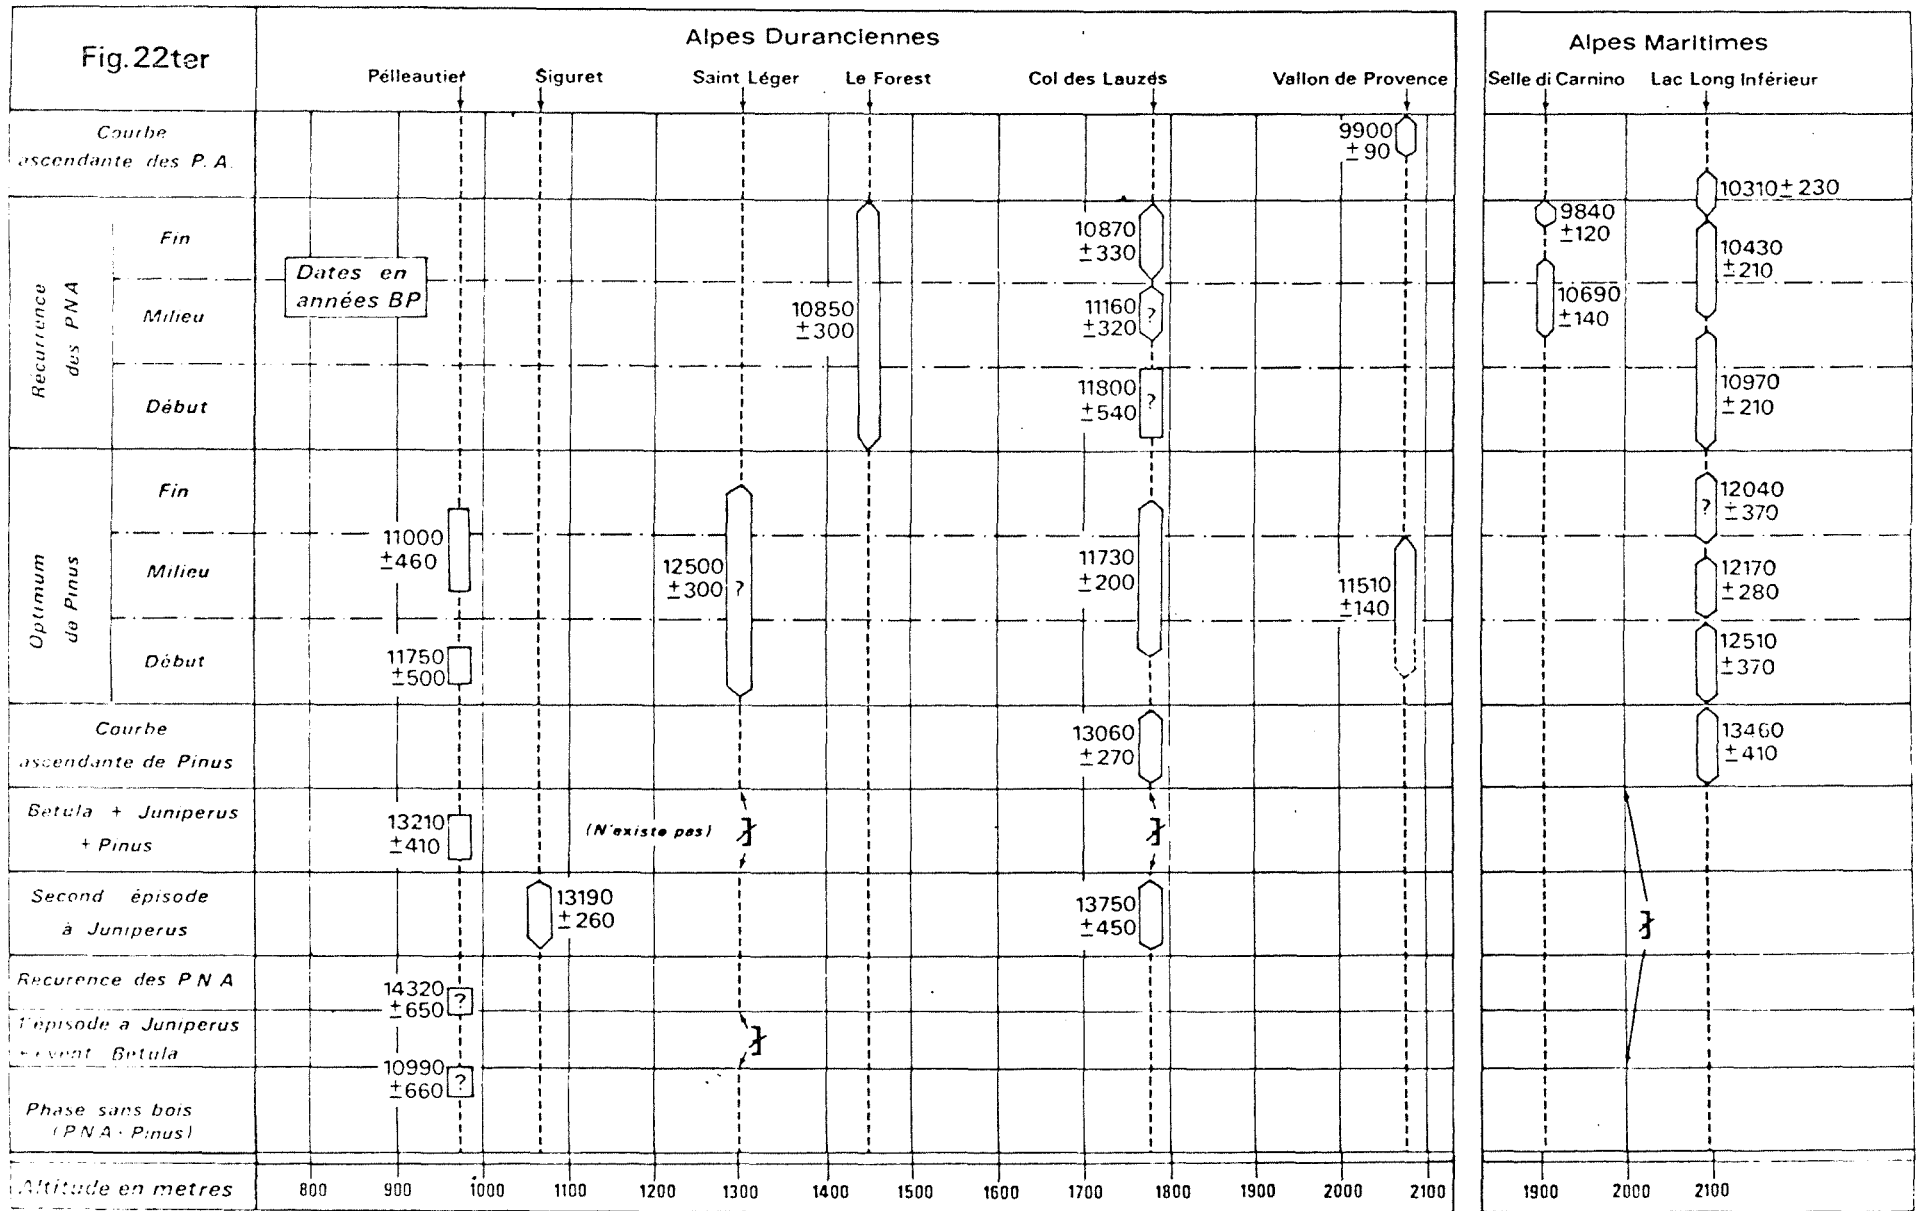 Fig.22ter
Alpes Duranciennes
Alpes Maritimes
Pélleautier
Siguret
Saint Léger
Le Forest
Col des Lauzes
Vallon de Provence
Selle di Carnino
Lac Long Inférieur
Courbe
ascendante des P.A.
9900
±90
10310±230
Récurrence
des PNA
Fin
Milieu
Début
Dates en
années BP
10850
±300
10870
±330
11160
±320
?
11800
±540
?
9840
±120
10690
±140
10430
±210
10970
±210
Optimum
de Pinus
Fin
Milieu
Début
11000
±460
11750
±500
12500
±300
?
11730
±200
11510
±140
12040
±370
?
12170
±280
12510
±370
Courbe
ascendante de Pinus
13060
±270
13460
±410
Betula + Juniperus
+ Pinus
13210
±410
(N'existe pas)
Second épisode
à Juniperus
13190
±260
13750
±450
Recurence des PNA
14320
±650
?
épisode a Juniperus
Betula
10990
±660
?
Phase sans bois
(PNA - Pinus)
Altitude en metres
800 900 1000 1100 1200 1300 1400 1500 1600 1700 1800 1900 2000 2100
1900 2000 2100